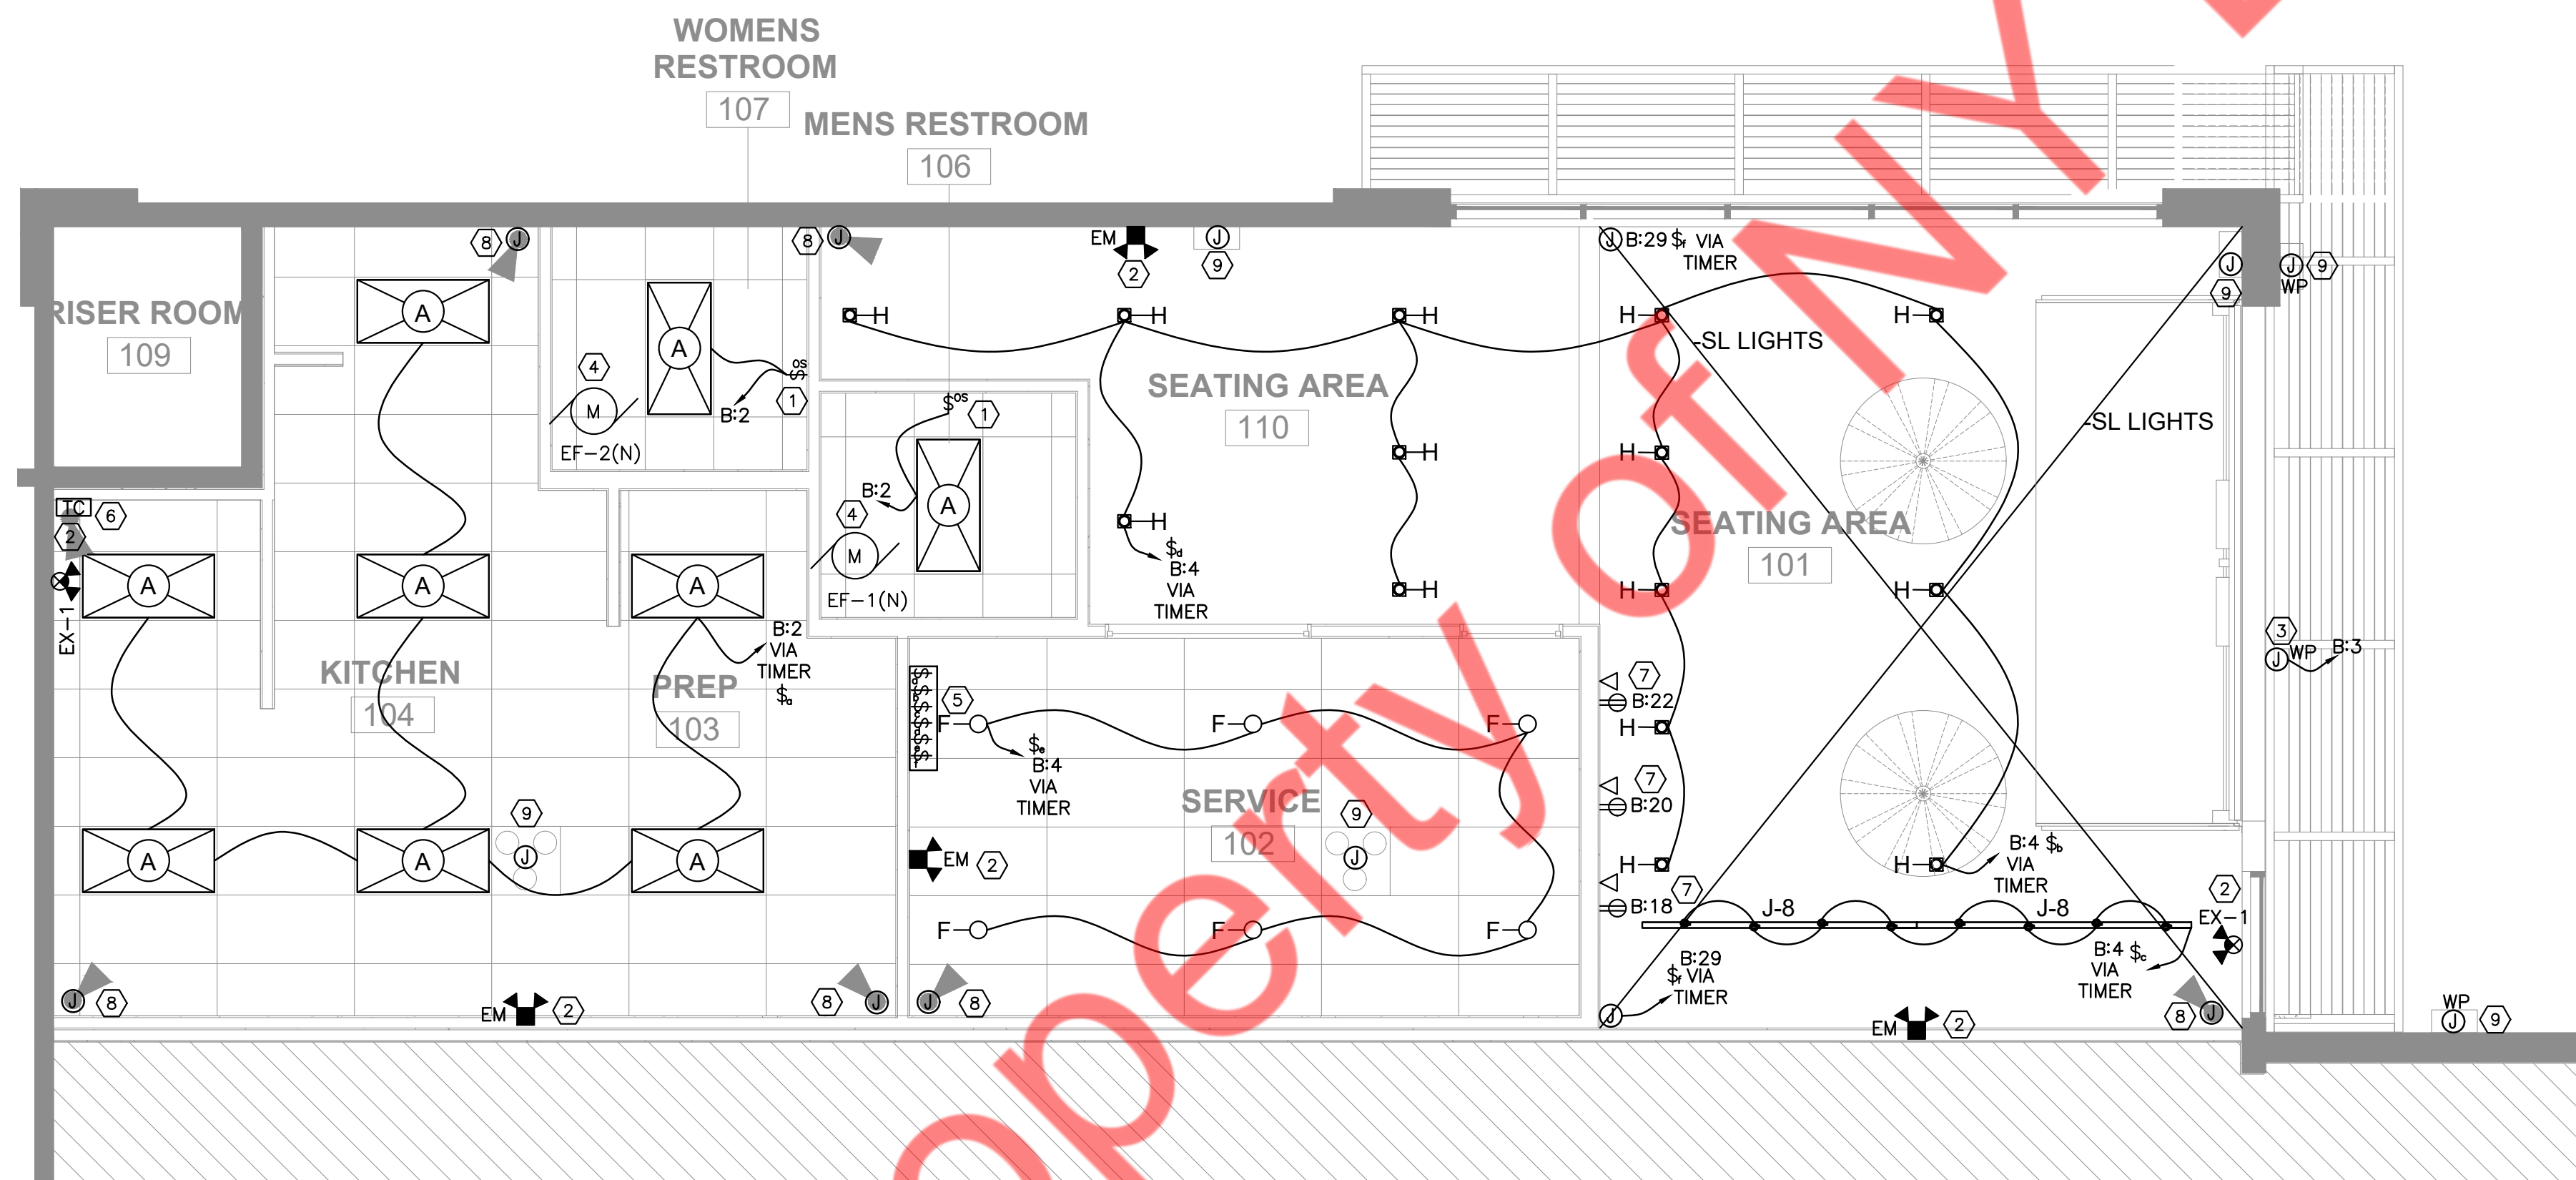 WOMENS
RESTROOM
107
MENS RESTROOM
106
8 J
8 J
EM
2
J
9
J B:29 $f VIA
TIMER
J
9
J 9
WP
RISER ROOM
109
A
A
4
M
EF-2(N)
B:2
$os
1
H
H
H
H
H
-SL LIGHTS
-SL LIGHTS
SEATING AREA
110
$os 1
A
B:2
4
M
EF-1(N)
H
H
H
H
$d
B:4
VIA
TIMER
H
H
SEATING AREA
101
TC 6
2
EX-1
A
A
A
B:2
VIA
TIMER
$a
KITCHEN
104
PREP
103
5
F
F
F
$e
B:4
VIA
TIMER
7
B:22
7
B:20
7
B:18
H
H
H
3
J WP B:3
SERVICE
102
9
J
9
J
A
A
A
EM 2
F
F
F
B:4 $b
VIA
TIMER
J-8
J-8
2
EX-1
B:4 $c
VIA
TIMER
B:29
$f VIA
TIMER
J
J 8
EM 2
8 J
J 8
EM 2
8 J
WP
J 9
operty of NY